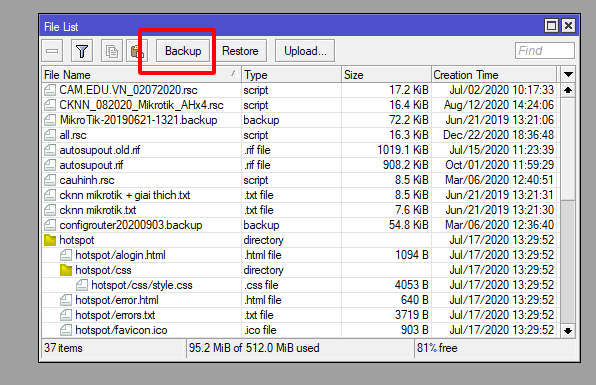 File List
Backup Restore Upload... Find
File Name Type Size Creation Time
CAM.EDU.VN_02072020.rsc script 17.2 KiB Jul/02/2020 10:17:33
CKNN_082020_Mikrotik_AHx4.rsc script 16.4 KiB Aug/12/2020 14:24:06
MikroTik-20190621-1321.backup backup 72.2 KiB Jun/21/2019 13:21:06
all.rsc script 16.3 KiB Dec/22/2020 18:36:48
autosupout.old.rif .rif file 1019.1 KiB Jul/15/2020 11:23:39
autosupout.rif .rif file 908.2 KiB Oct/01/2020 11:59:29
cauhinh.rsc script 8.5 KiB Mar/06/2020 12:40:51
cknn mikrotik + giai thich.txt .txt file 8.5 KiB Jun/21/2019 13:21:31
cknn mikrotik.txt .txt file 7.6 KiB Jun/21/2019 13:21:30
configrouter20200903.backup backup 54.8 KiB Mar/06/2020 12:36:40
hotspot directory Jul/17/2020 13:29:52
hotspot/alogin.html .html file 1094 B Jul/17/2020 13:29:52
hotspot/css directory Jul/17/2020 13:29:52
hotspot/css/style.css .css file 4053 B Jul/17/2020 13:29:52
hotspot/error.html .html file 640 B Jul/17/2020 13:29:52
hotspot/errors.txt .txt file 3719 B Jul/17/2020 13:29:52
hotspot/favicon.ico .ico file 903 B Jul/17/2020 13:29:52
37 items 95.2 MiB of 512.0 MiB used 81% free